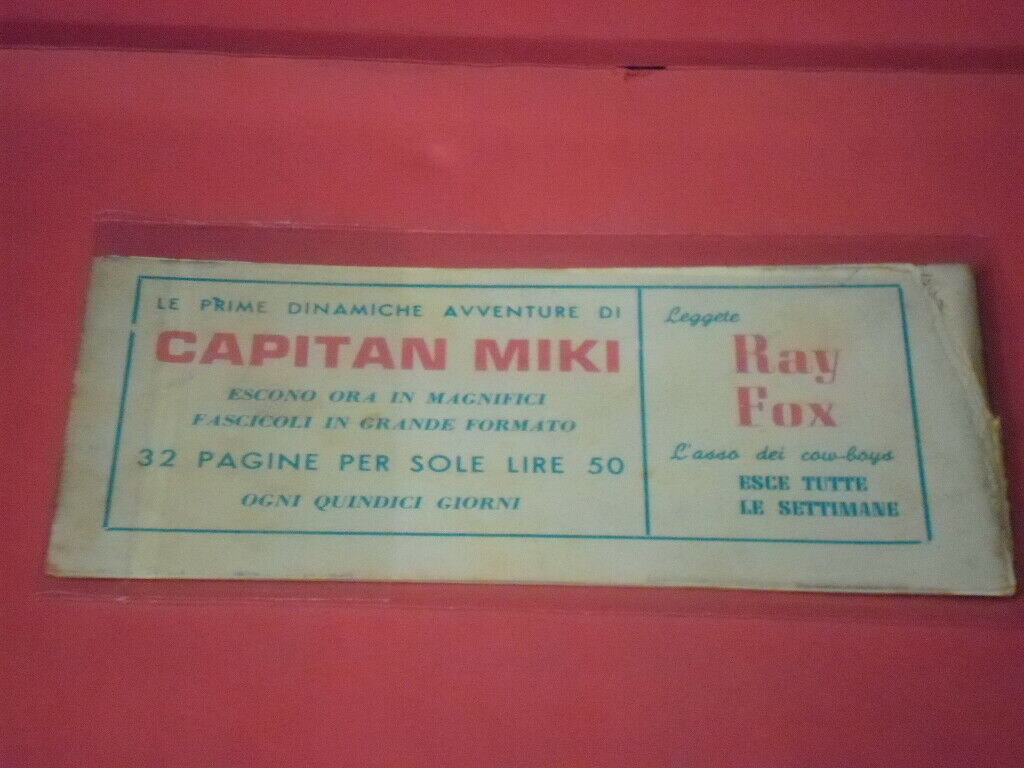 LE PRIME DINAMICHE AVVENTURE DI
CAPITAN MIKI
ESCONO ORA IN MAGNIFICI
FASCICOLI IN GRANDE FORMATO
32 PAGINE PER SOLE LIRE 50
OGNI QUINDICI GIORNI
Leggete
Ray
Fox
L'asso dei cow-boys
ESCE TUTTE
LE SETTIMANE